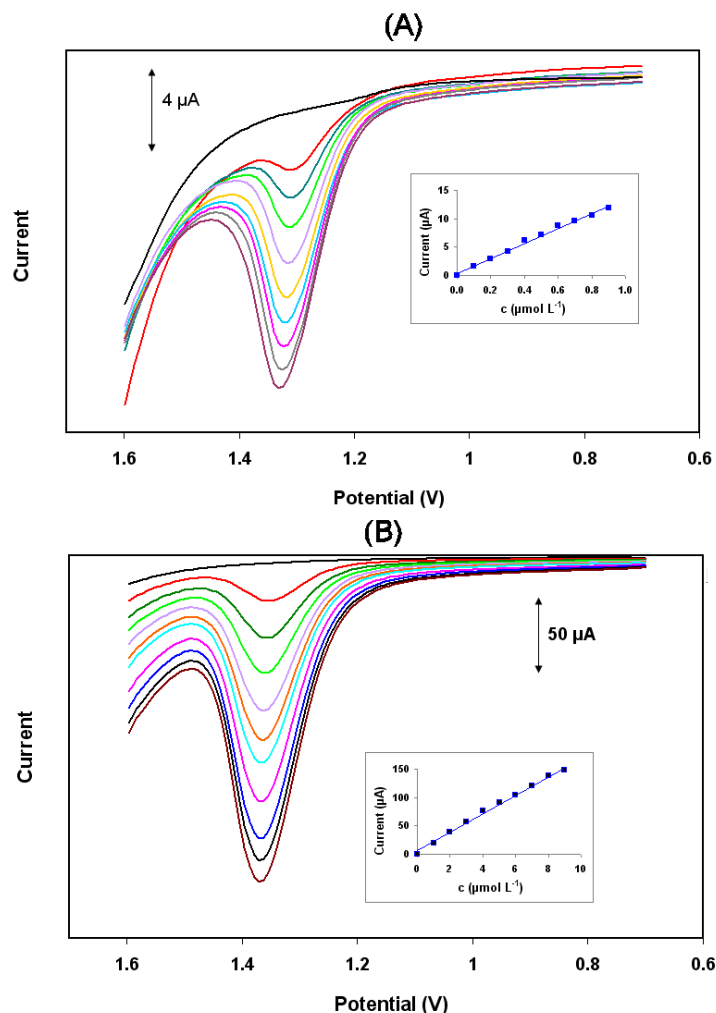 (A)
4 µA
Current
15
10
5
0
Current (µA)
0.0 0.2 0.4 0.6 0.8 1.0
c (µmol L-1)
1.6 1.4 1.2 1 0.8 0.6
Potential (V)
(B)
50 µA
Current
150
100
50
0
Current (µA)
0 2 4 6 8 10
c (µmol L-1)
1.6 1.4 1.2 1 0.8 0.6
Potential (V)